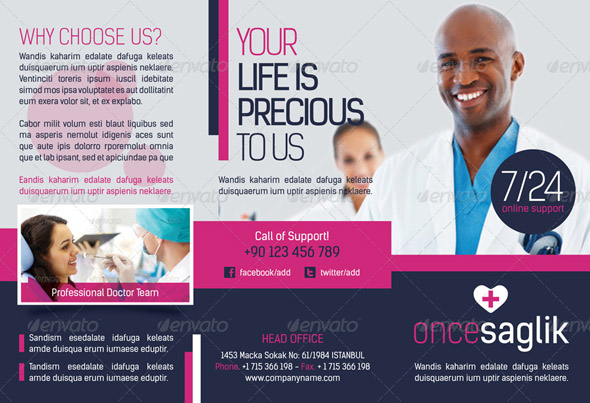 WHY CHOOSE US?
Wandis kaharim edalate dafuga keleats
duisquaerum ium uptir aspienis neklaere.
Ventinciti toreris ipsum iuscil idebitate
simod mos ipsa voluptates et aut dollitatint
eum exera volor sit, et ex explabo.
Cabor milit volum esti blaut liquibus sed
ma asperis nemolut idigenis aces sunt
que aute ipis dolorro rporemolut omnia
que et lab ipsant, sed et apiciundae pa que
Eandis kaharim edalate dafuga keleats
duisquaerum ium uptir aspienis neklaere.
Professional Doctor Team
Sandism esedalate idafuga keleats
amde duisqua erum iumaese eduptir.
Tandism esedalate idafuga keleats
amde duisqua erum iumaese eduptir.
YOUR
LIFE IS
PRECIOUS
TO US
Wandis kaharim edalate dafuga keleats
duisquaerum ium uptir aspienis neklaere.
Call of Support!
+90 123 456 789
facebook/add twitter/add
HEAD OFFICE
1453 Macka Sokak No: 61/1984 ISTANBUL
Phone. +1 715 366 198 - Fax. + 1 715 366 198
www.companyname.com
7/24
online support
oncesaglik
Wandis kaharim edalate dafuga keleats
duisquaerum ium uptir aspienis neklaere.
envato